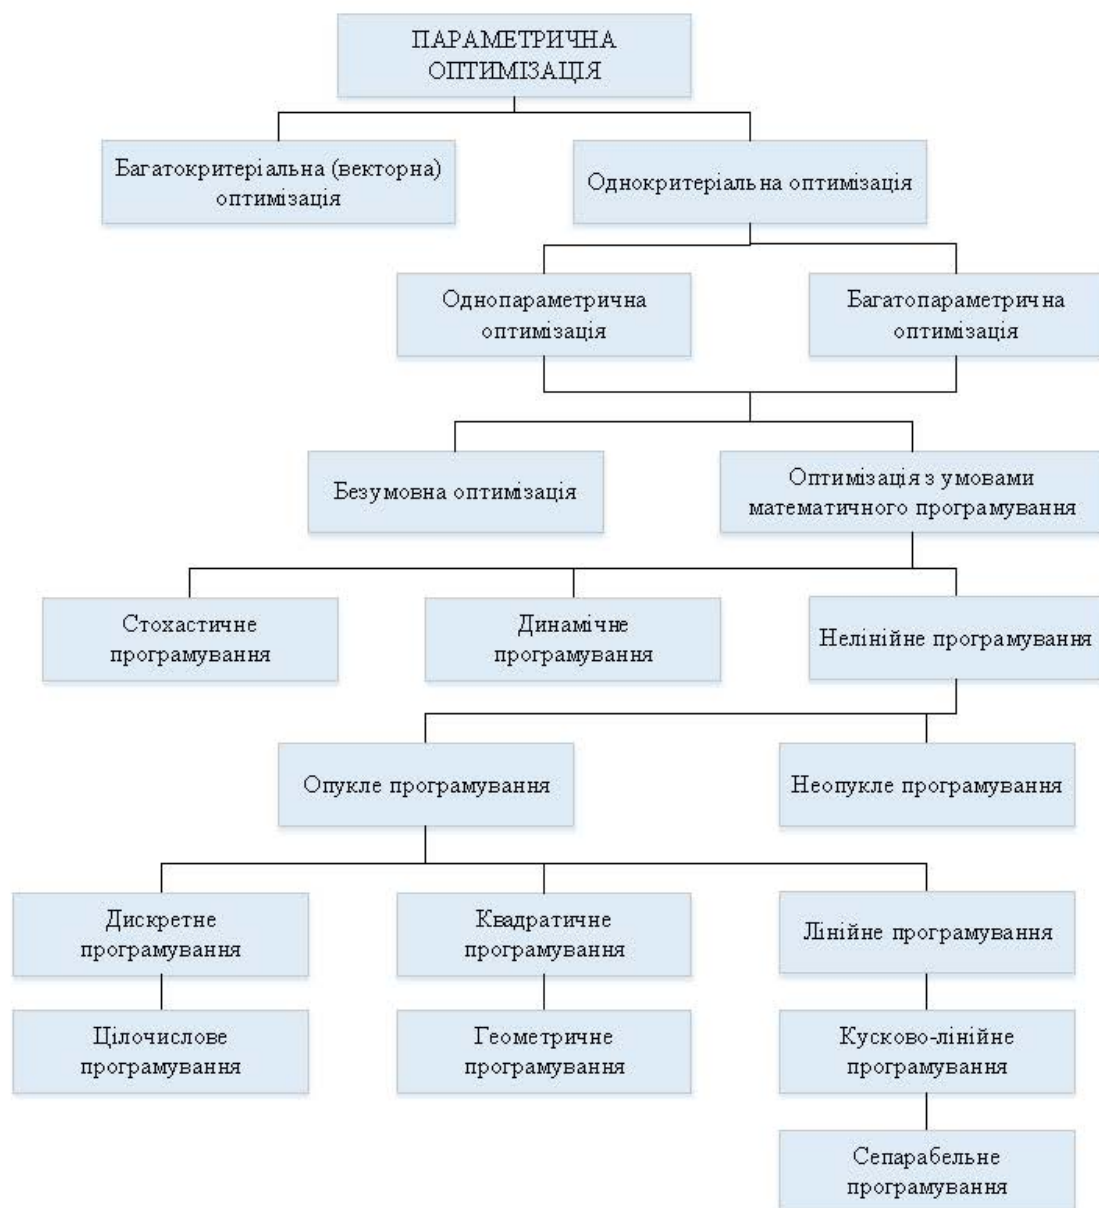 ПАРАМЕТРИЧНА
ОПТИМІЗАЦІЯ
Багатокритеріальна (векторна)
оптимізація
Однокритеріальна оптимізація
Однопараметрична
оптимізація
Багатопараметрична
оптимізація
Безумовна оптимізація
Оптимізація з умовами
математичного програмування
Стохастичне
програмування
Динамічне
програмування
Нелінійне програмування
Опукле програмування
Неопукле програмування
Дискретне
програмування
Квадратичне
програмування
Лінійне програмування
Цілочислове
програмування
Геометричне
програмування
Кусково-лінійне
програмування
Сепарабельне
програмування